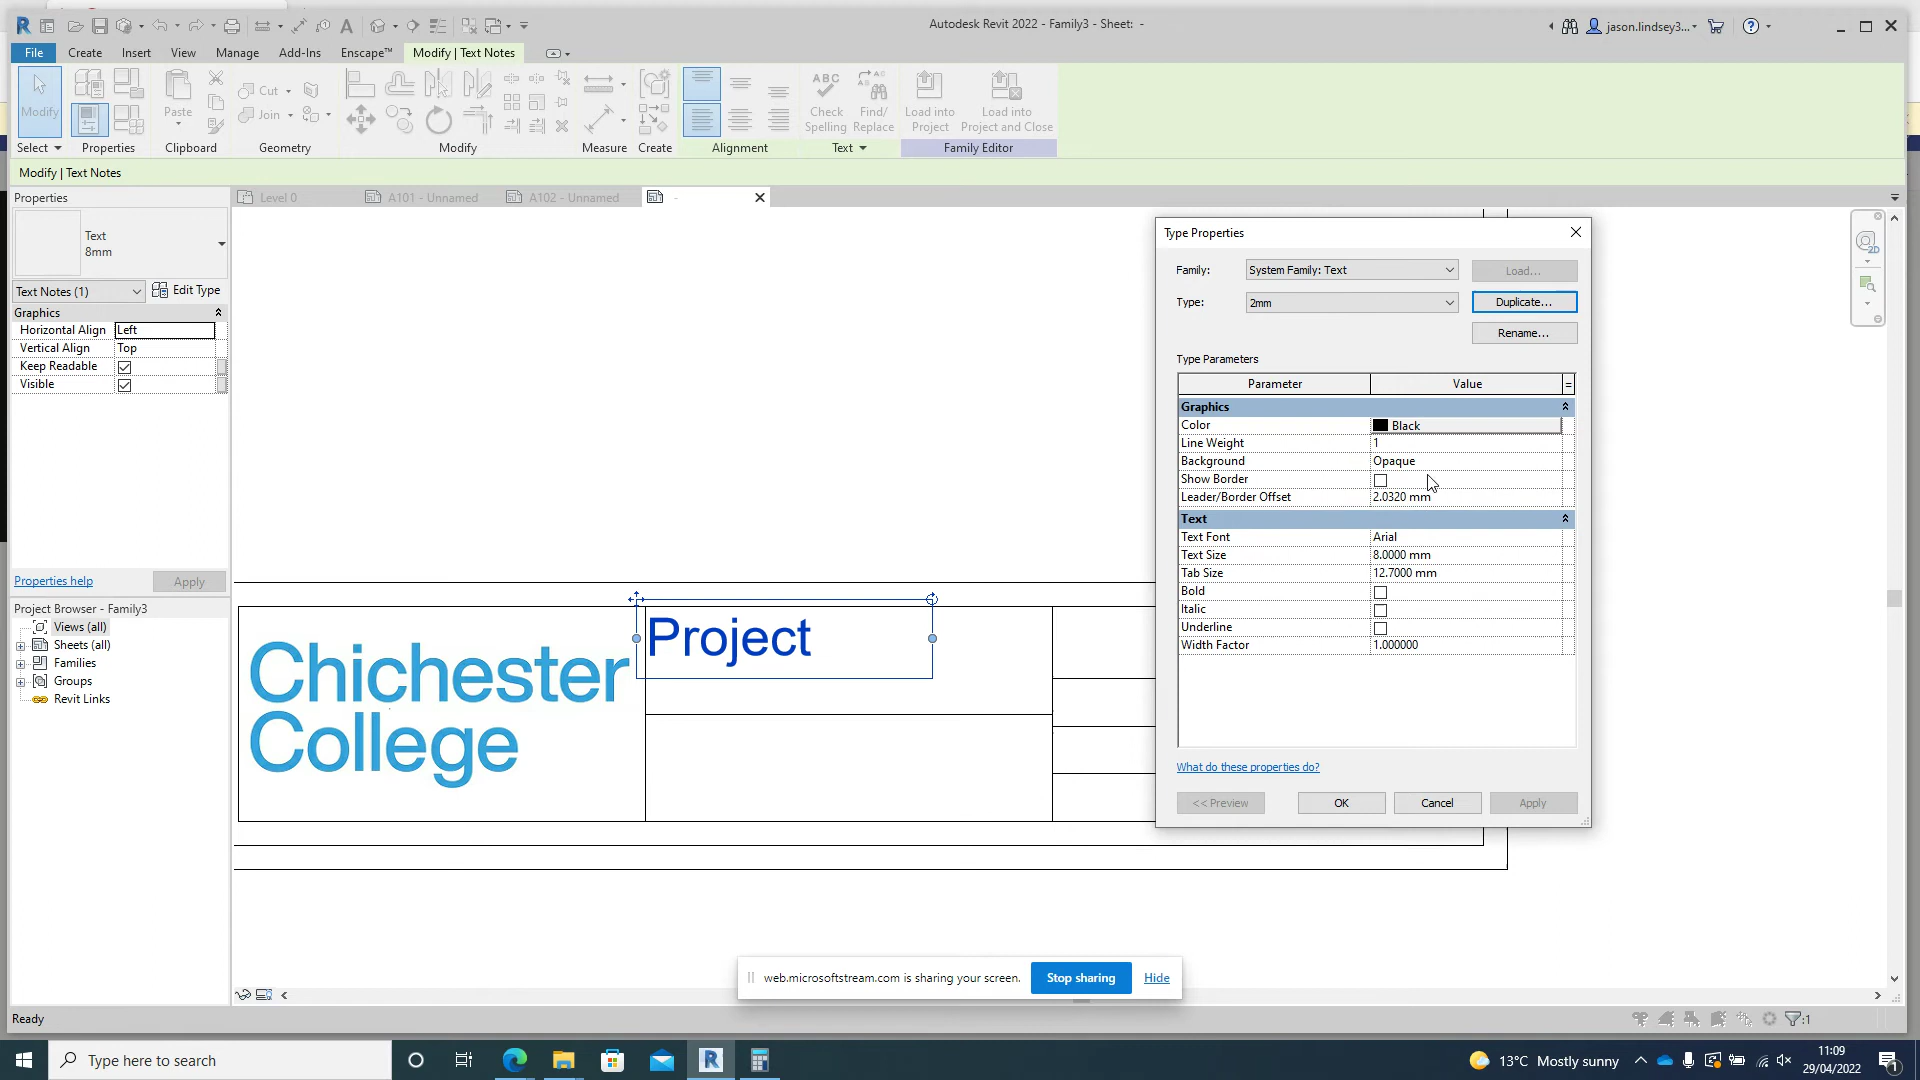 Autodesk Revit 2022 - Family3 - Sheet: -
jason.lindsey3...
File Create Insert View Manage Add-Ins Enscape™ Modify | Text Notes
Modify
Paste
Cut
Join
Check Spelling
Find/ Replace
Load into Project
Load into Project and Close
Select Properties Clipboard Geometry Modify Measure Create Alignment Text Family Editor
Modify | Text Notes
Properties
Level 0
A101 - Unnamed
A102 - Unnamed
-
Text
8mm
Text Notes (1)
Edit Type
Graphics
Horizontal Align Left
Vertical Align Top
Keep Readable
Visible
Properties help
Apply
Project Browser - Family3
Views (all)
Sheets (all)
Families
Groups
Revit Links
Chichester
College
Project
Type Properties
Family: System Family: Text Load...
Type: 2mm Duplicate...
Rename...
Type Parameters
Parameter Value =
Graphics
Color Black
Line Weight 1
Background Opaque
Show Border
Leader/Border Offset 2.0320 mm
Text
Text Font Arial
Text Size 8.0000 mm
Tab Size 12.7000 mm
Bold
Italic
Underline
Width Factor 1.000000
What do these properties do?
<< Preview OK Cancel Apply
web.microsoftstream.com is sharing your screen. Stop sharing Hide
Ready
:1
Type here to search
13°C Mostly sunny
11:09
29/04/2022
1